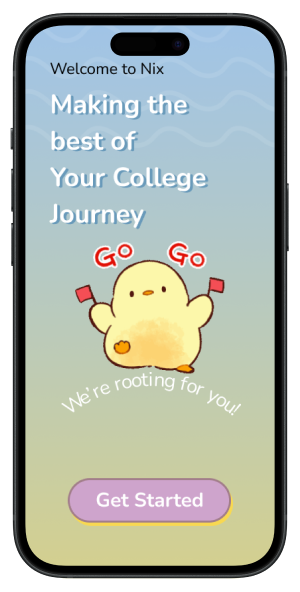 Welcome to Nix
Making the
best of
Your College
Journey
GO GO
We're rooting for you!
Get Started